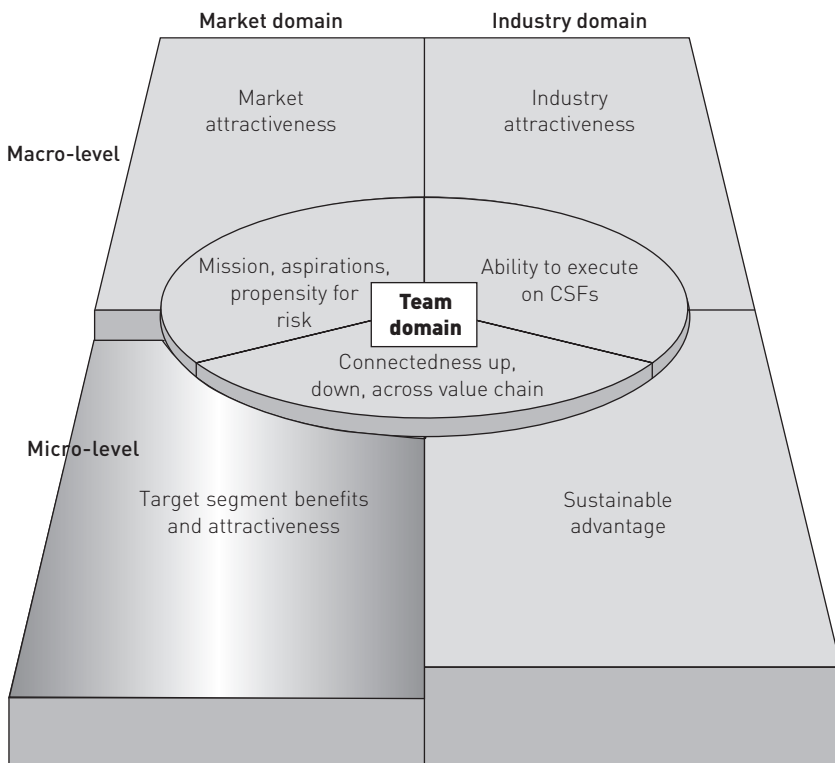 Market domain
Industry domain
Market
attractiveness
Industry
attractiveness
Macro-level
Mission, aspirations,
propensity for
risk
Ability to execute
on CSFs
Team
domain
Connectedness up,
down, across value chain
Micro-level
Target segment benefits
and attractiveness
Sustainable
advantage